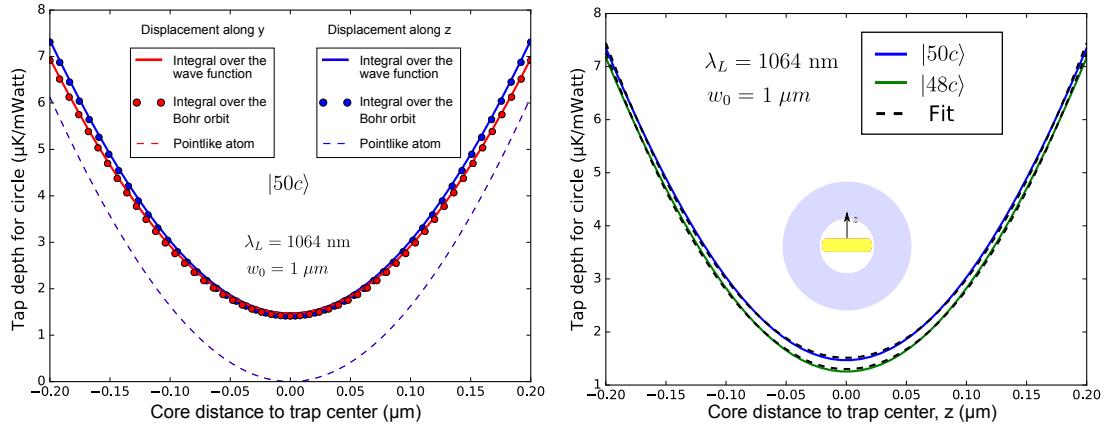 Displacement along y
Displacement along z
Integral over the
wave function
Integral over the
Bohr orbit
Pointlike atom
Integral over the
wave function
Integral over the
Bohr orbit
Pointlike atom
|50c⟩
λ_L = 1064 nm
w_0 = 1 μm
Tap depth for circle (μK/mWatt)
8
7
6
5
4
3
2
1
0
−0.20 −0.15 −0.10 −0.05 0.00 0.05 0.10 0.15 0.20
Core distance to trap center (μm)
λ_L = 1064 nm
w_0 = 1 μm
|50c⟩
|48c⟩
Fit
z
Tap depth for circle (μK/mWatt)
8
7
6
5
4
3
2
1
−0.20 −0.15 −0.10 −0.05 0.00 0.05 0.10 0.15 0.20
Core distance to trap center, z (μm)